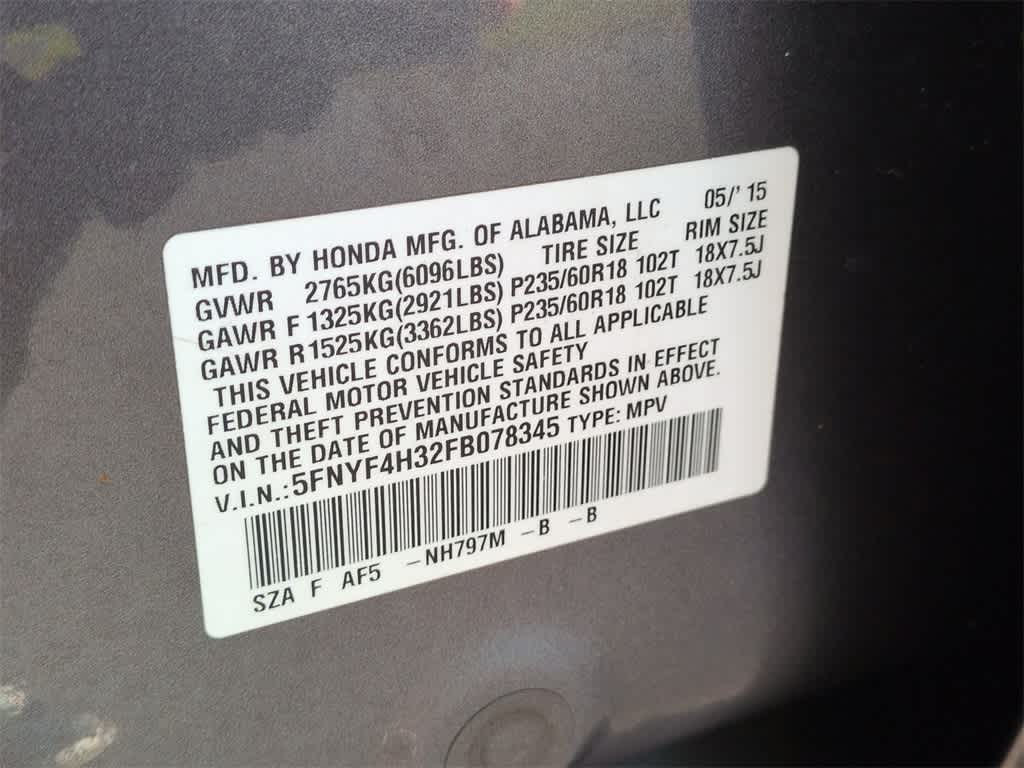 MFD. BY HONDA MFG. OF ALABAMA, LLC 05/' 15
GVWR 2765KG(6096LBS) TIRE SIZE RIM SIZE
GAWR F 1325KG(2921LBS) P235/60R18 102T 18X7.5J
GAWR R1525KG(3362LBS) P235/60R18 102T 18X7.5J
THIS VEHICLE CONFORMS TO ALL APPLICABLE
FEDERAL MOTOR VEHICLE SAFETY
AND THEFT PREVENTION STANDARDS IN EFFECT
ON THE DATE OF MANUFACTURE SHOWN ABOVE.
V.I.N.: 5FNYF4H32FB078345 TYPE: MPV
SZA F AF5 -NH797M -B -B